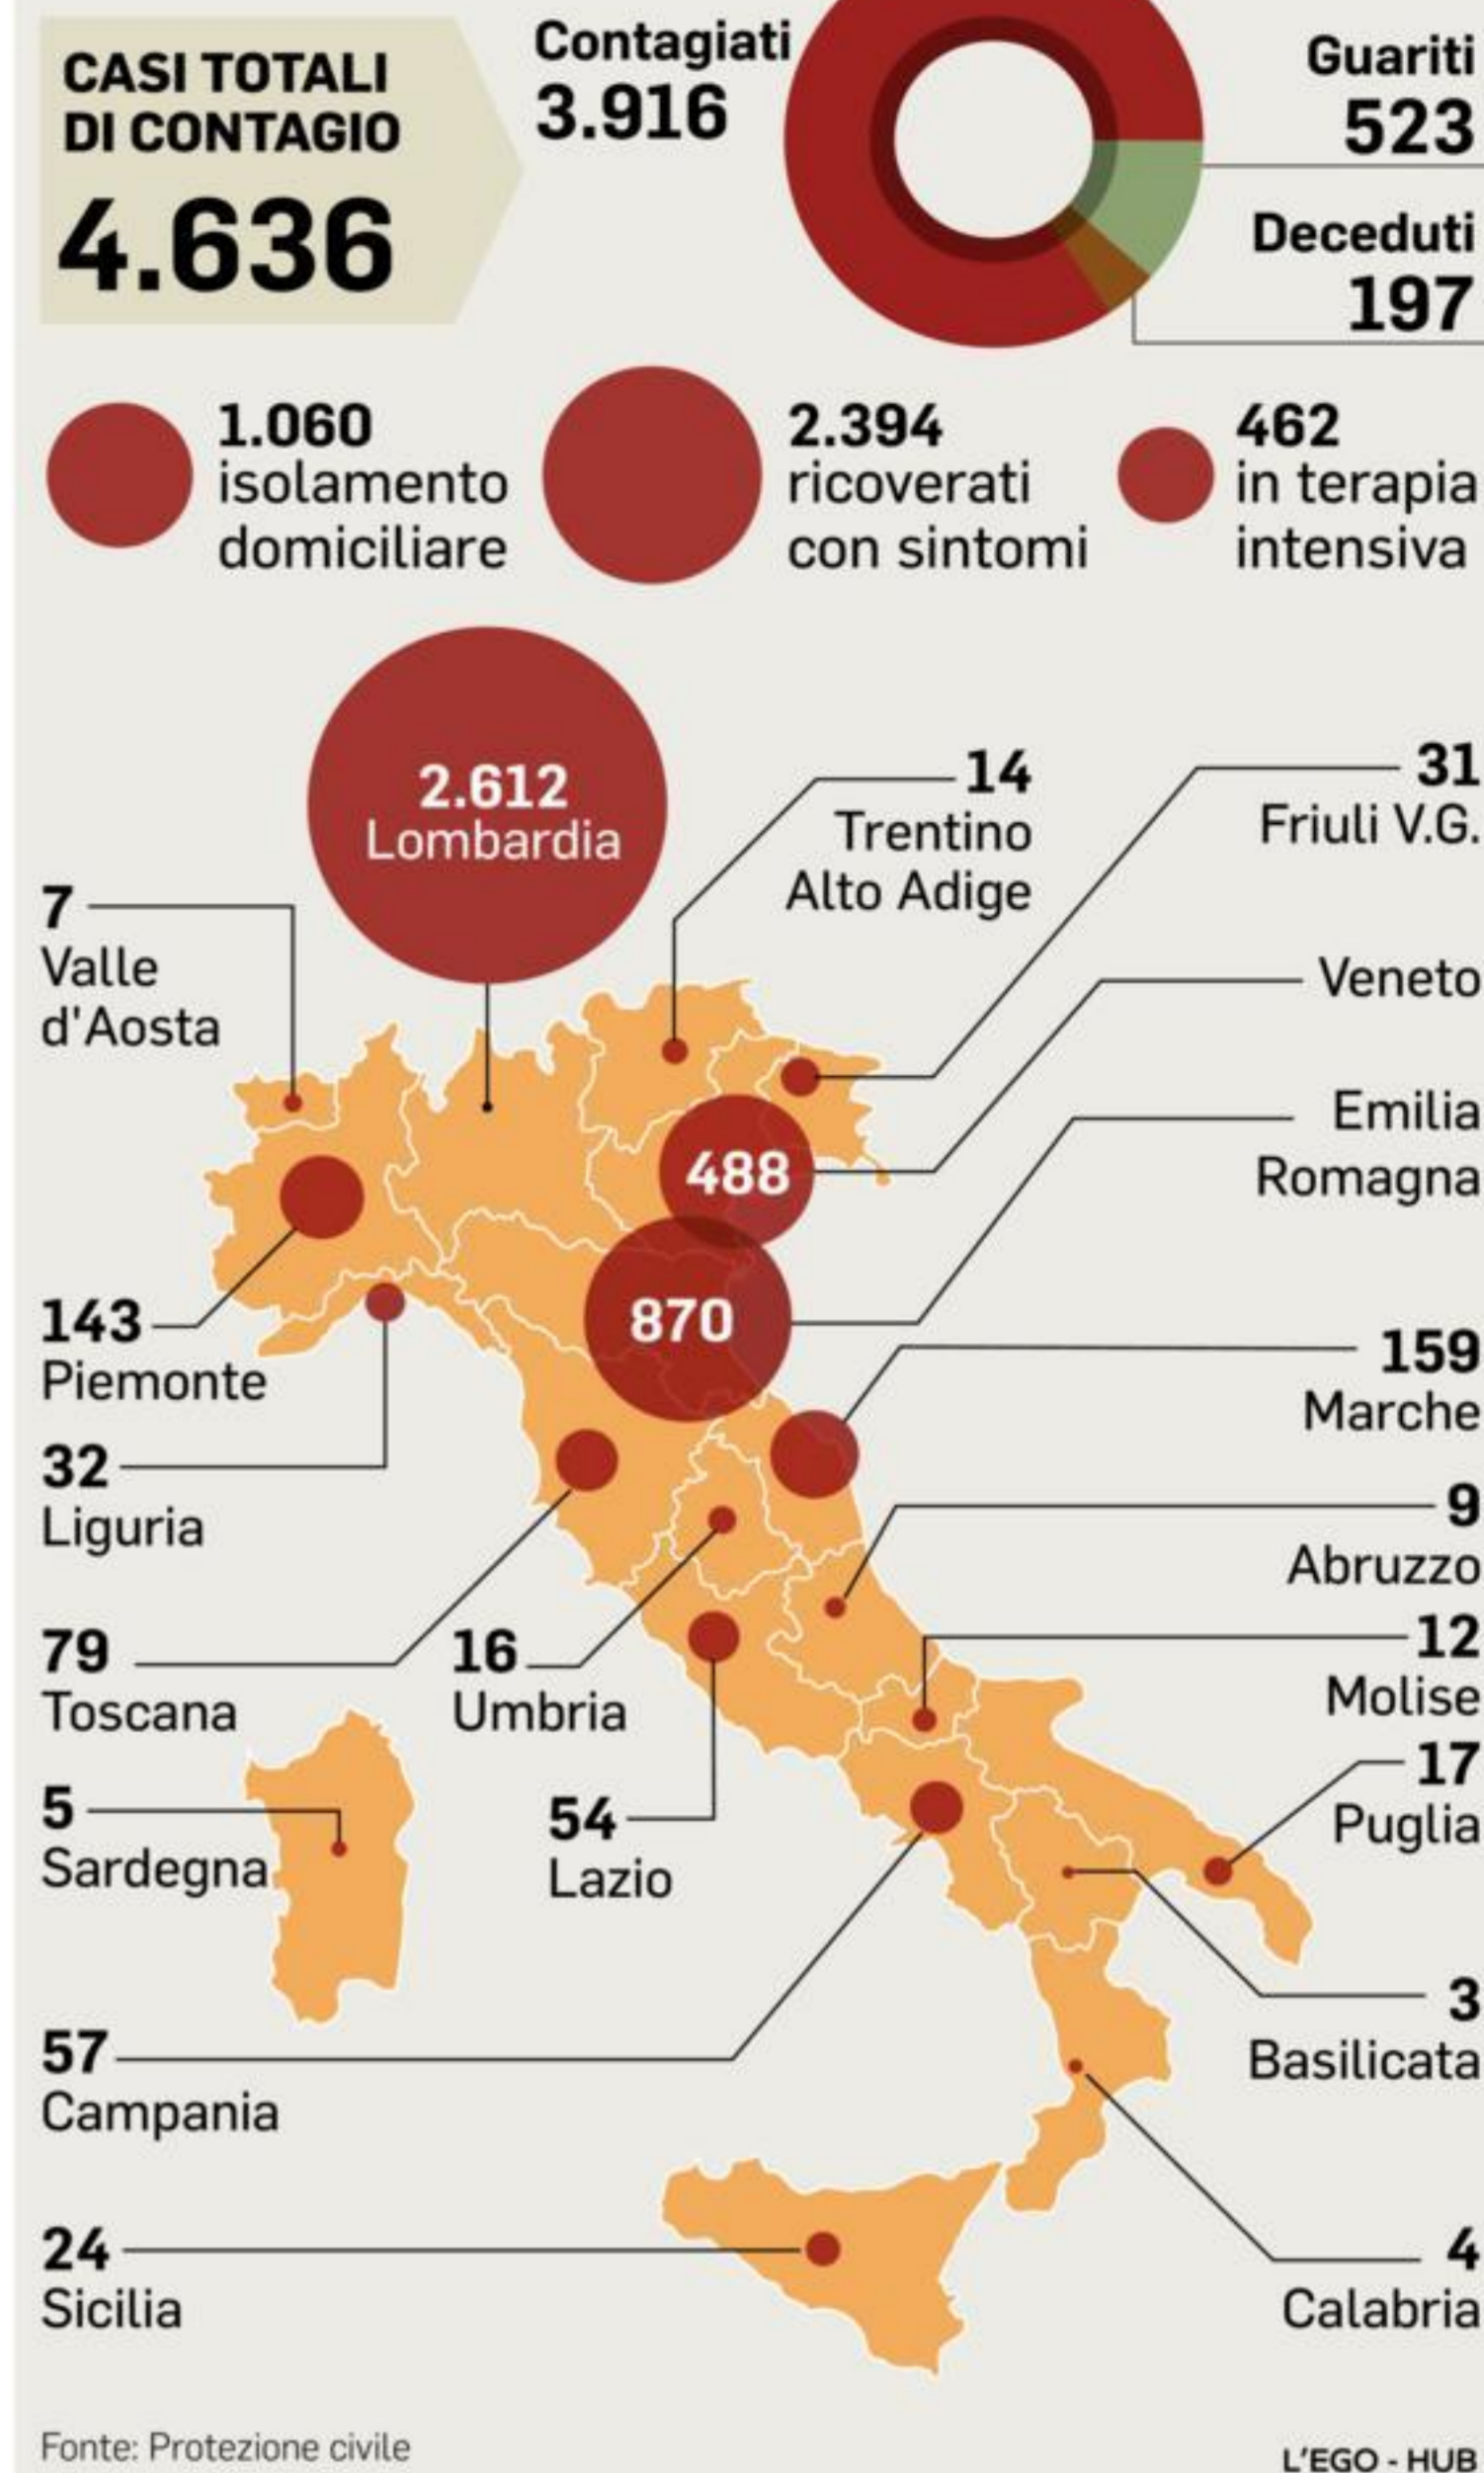 CASI TOTALI
DI CONTAGIO
4.636
Contagiati
3.916
Guariti
523
Deceduti
197
1.060
isolamento
domiciliare
2.394
ricoverati
con sintomi
462
in terapia
intensiva
2.612
Lombardia
14
Trentino
Alto Adige
31
Friuli V.G.
7
Valle
d'Aosta
Veneto
488
Emilia
Romagna
870
143
Piemonte
159
Marche
32
Liguria
9
Abruzzo
79
Toscana
16
Umbria
12
Molise
17
Puglia
5
Sardegna
54
Lazio
3
Basilicata
57
Campania
24
Sicilia
4
Calabria
Fonte: Protezione civile
L'EGO - HUB